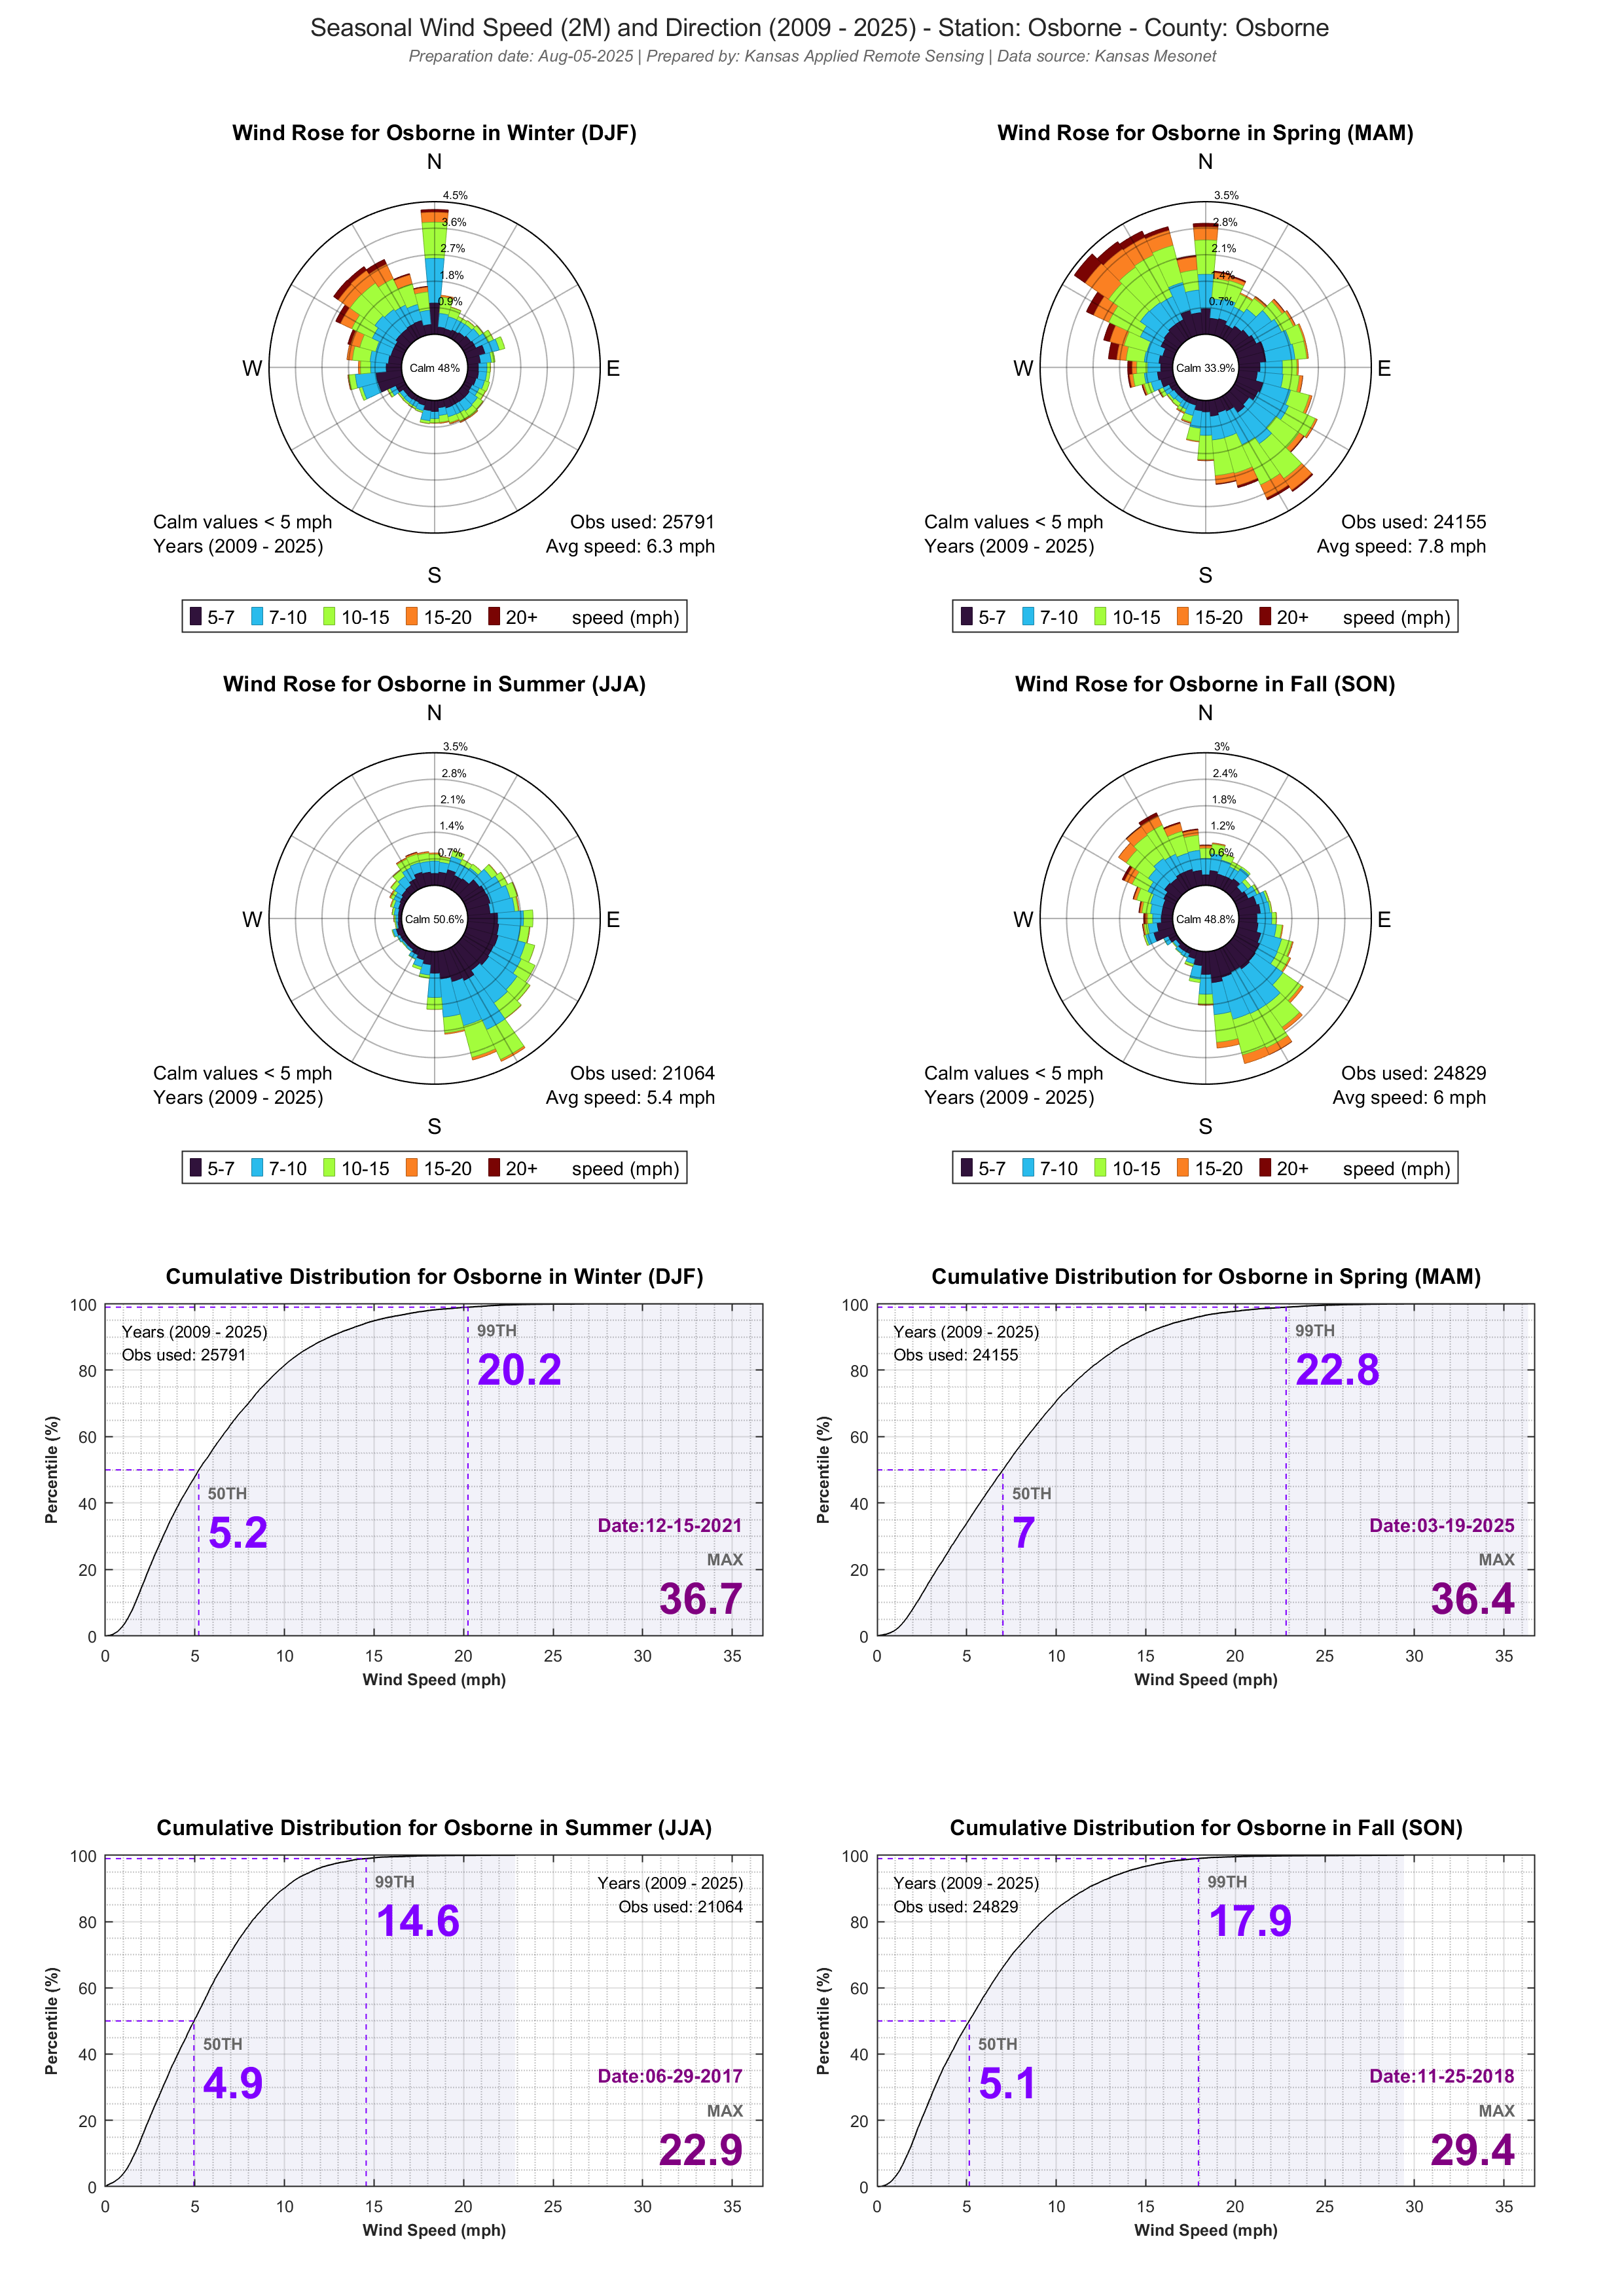 Seasonal Wind Speed (2M) and Direction (2009 - 2025) - Station: Osborne - County: Osborne
Preparation date: Aug-05-2025 | Prepared by: Kansas Applied Remote Sensing | Data source: Kansas Mesonet
Wind Rose for Osborne in Winter (DJF)
N
4.5%
3.6%
2.7%
1.8%
0.9%
W
Calm 48%
E
Calm values < 5 mph
Years (2009 - 2025)
Obs used: 25791
Avg speed: 6.3 mph
S
5-7 7-10 10-15 15-20 20+ speed (mph)
Wind Rose for Osborne in Spring (MAM)
N
3.5%
2.8%
2.1%
1.4%
0.7%
W
Calm 33.9%
E
Calm values < 5 mph
Years (2009 - 2025)
Obs used: 24155
Avg speed: 7.8 mph
S
5-7 7-10 10-15 15-20 20+ speed (mph)
Wind Rose for Osborne in Summer (JJA)
N
3.5%
2.8%
2.1%
1.4%
0.7%
W
Calm 50.6%
E
Calm values < 5 mph
Years (2009 - 2025)
Obs used: 21064
Avg speed: 5.4 mph
S
5-7 7-10 10-15 15-20 20+ speed (mph)
Wind Rose for Osborne in Fall (SON)
N
3%
2.4%
1.8%
1.2%
0.6%
W
Calm 48.8%
E
Calm values < 5 mph
Years (2009 - 2025)
Obs used: 24829
Avg speed: 6 mph
S
5-7 7-10 10-15 15-20 20+ speed (mph)
Cumulative Distribution for Osborne in Winter (DJF)
Years (2009 - 2025)
Obs used: 25791
99TH
20.2
50TH
5.2
Date:12-15-2021
MAX
36.7
Percentile (%)
100
80
60
40
20
0
0 5 10 15 20 25 30 35
Wind Speed (mph)
Cumulative Distribution for Osborne in Spring (MAM)
Years (2009 - 2025)
Obs used: 24155
99TH
22.8
50TH
7
Date:03-19-2025
MAX
36.4
Percentile (%)
100
80
60
40
20
0
0 5 10 15 20 25 30 35
Wind Speed (mph)
Cumulative Distribution for Osborne in Summer (JJA)
Years (2009 - 2025)
Obs used: 21064
99TH
14.6
50TH
4.9
Date:06-29-2017
MAX
22.9
Percentile (%)
100
80
60
40
20
0
0 5 10 15 20 25 30 35
Wind Speed (mph)
Cumulative Distribution for Osborne in Fall (SON)
Years (2009 - 2025)
Obs used: 24829
99TH
17.9
50TH
5.1
Date:11-25-2018
MAX
29.4
Percentile (%)
100
80
60
40
20
0
0 5 10 15 20 25 30 35
Wind Speed (mph)